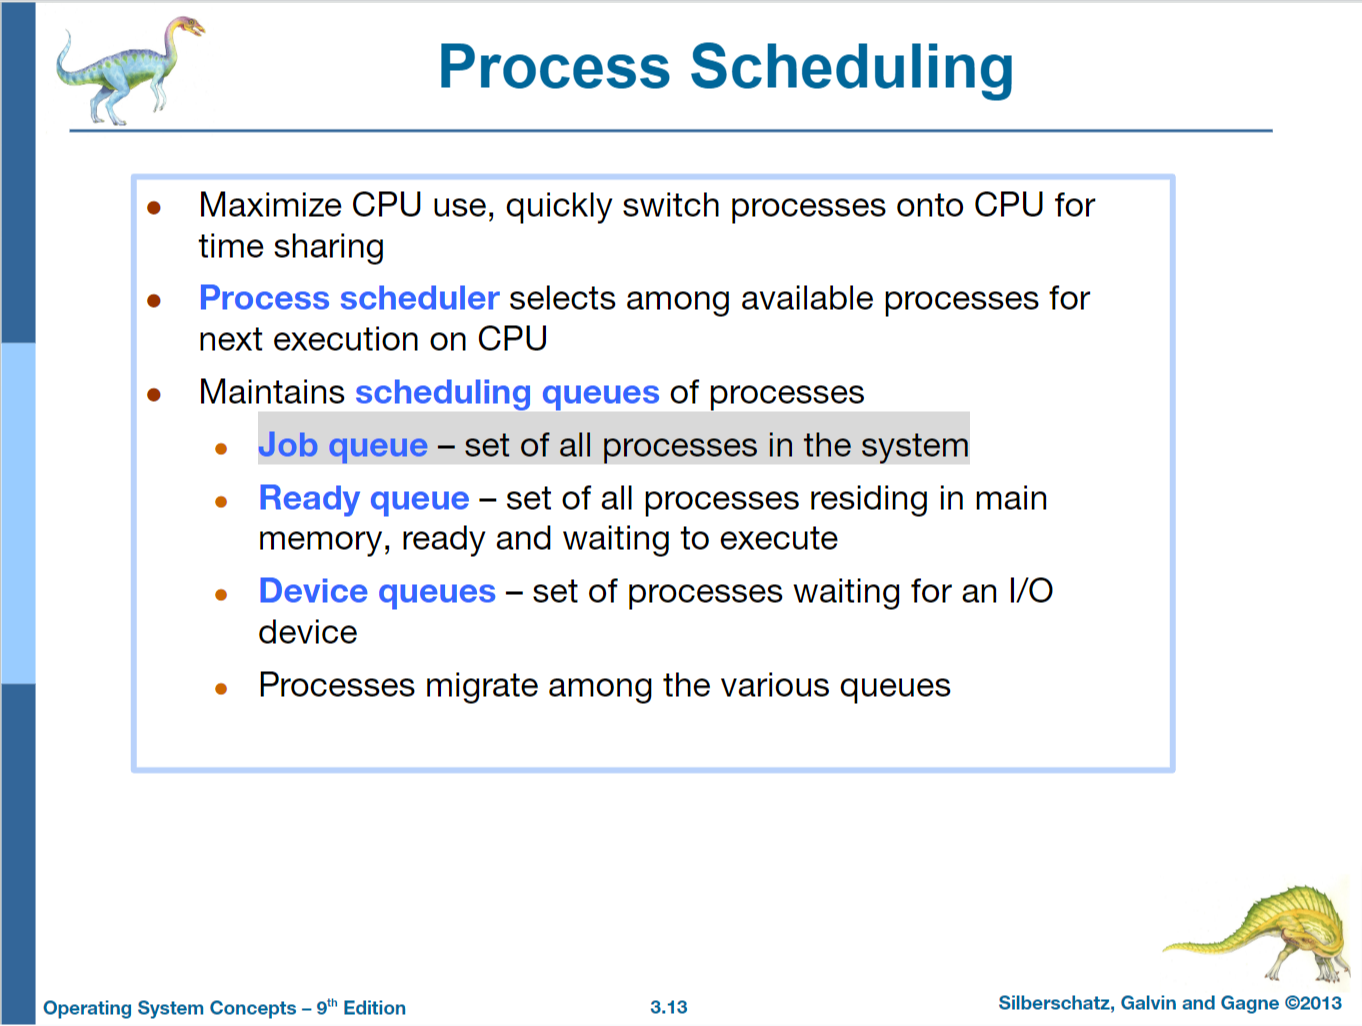 Process Scheduling
Maximize CPU use, quickly switch processes onto CPU for
time sharing
Process scheduler selects among available processes for
next execution on CPU
Maintains scheduling queues of processes
Job queue – set of all processes in the system
Ready queue – set of all processes residing in main
memory, ready and waiting to execute
Device queues – set of processes waiting for an I/O
device
Processes migrate among the various queues
Operating System Concepts – 9th Edition
3.13
Silberschatz, Galvin and Gagne ©2013